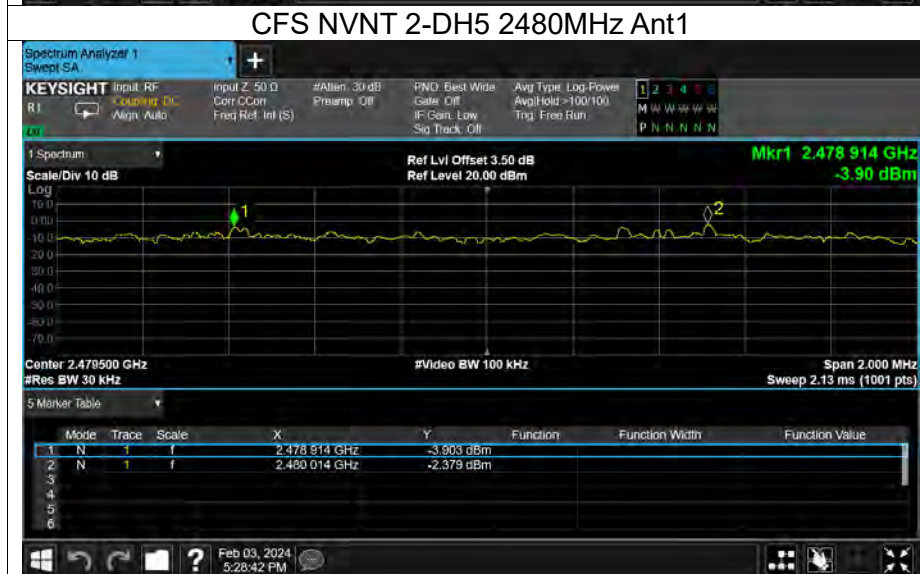 CFS NVNT 2-DH5 2480MHz Ant1
Spectrum Analyzer 1
Swept SA
+
KEYSIGHT Input: RF Input Z: 50 Ω #Atten: 30 dB PNO: Best Wide Avg Type: Log-Power 1 2 3 4 5 6
Coupling: DC Corr CCorr Preamp: Off Gate: Off Avg|Hold:>100/100 M W W W W W
Align: Auto Freq Ref: Int (S) IF Gain: Low Trig: Free Run P N N N N N
Sig Track: Off
1 Spectrum Ref Lvl Offset 3.50 dB Mkr1 2.478 914 GHz
Scale/Div 10 dB Ref Level 20.00 dBm -3.90 dBm
Log
10.0
0.00
-10.0
-20.0
-30.0
-40.0
-50.0
-60.0
-70.0
1
2
Center 2.479500 GHz #Video BW 100 kHz Span 2.000 MHz
#Res BW 30 kHz Sweep 2.13 ms (1001 pts)
5 Marker Table
Mode Trace Scale X Y Function Function Width Function Value
1 N 1 f 2.478 914 GHz -3.903 dBm
2 N 1 f 2.480 014 GHz -2.379 dBm
3
4
5
6
? Feb 03, 2024
5:28:42 PM